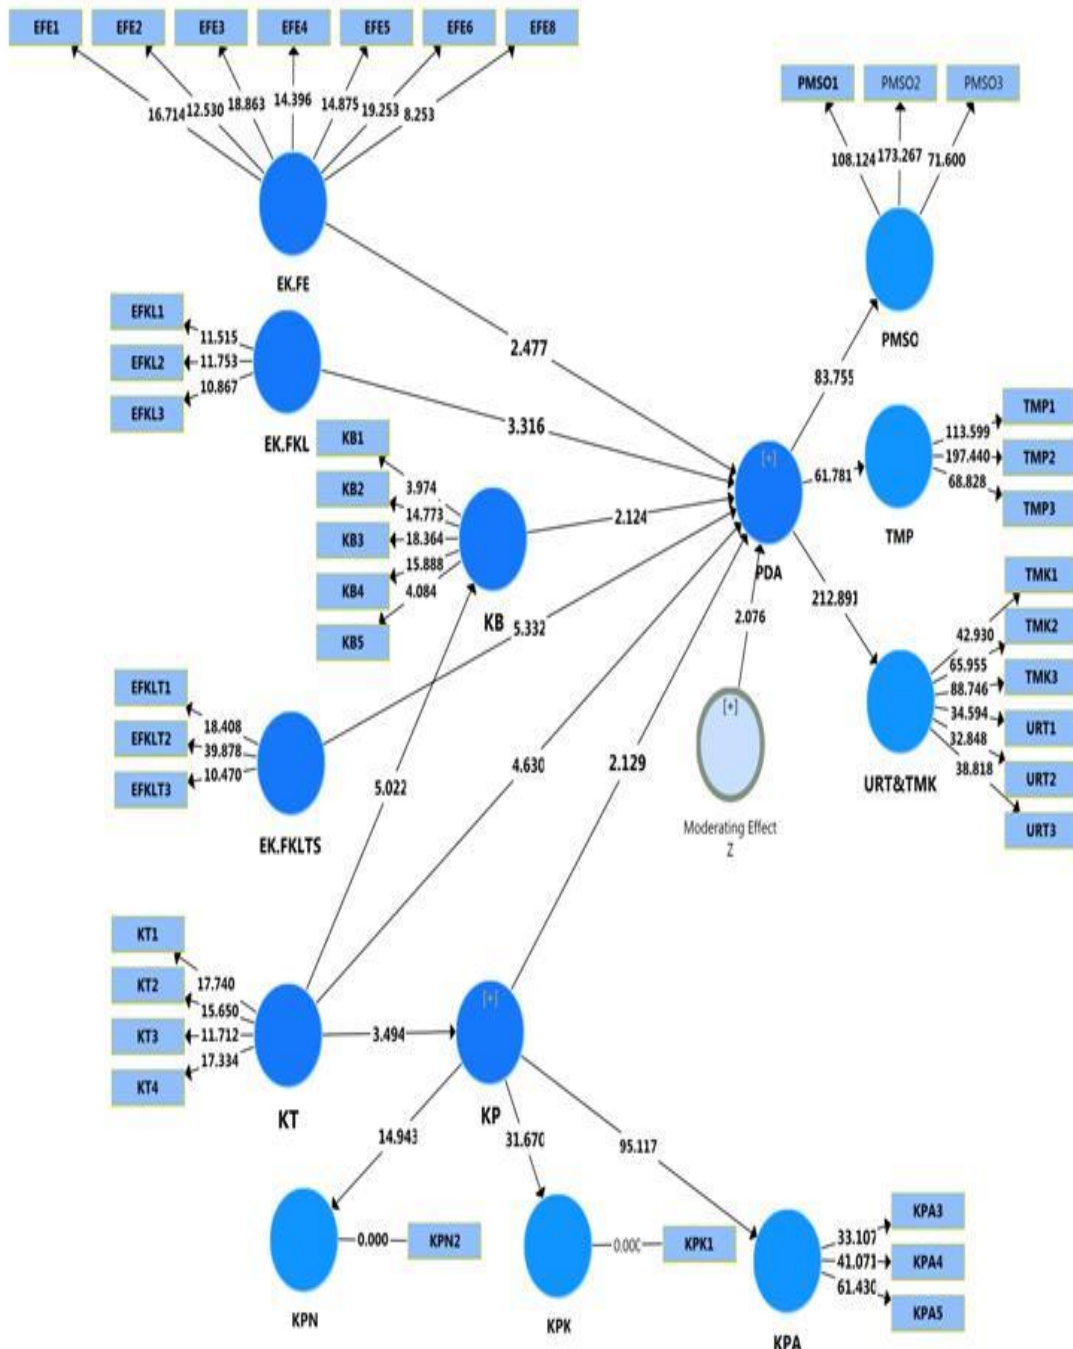 EFE1 EFE2 EFE3 EFE4 EFE5 EFE6 EFE8
16.714 12.530 18.863 14.396 14.875 19.253 8.253
EK.FE
PMSO1 PMSO2 PMSO3
108.124 173.267 71.600
PMSO
EFKL1
EFKL2
EFKL3
11.515
11.753
10.867
EK.FKL
2.477
3.316
83.755
KB1
KB2
KB3
KB4
KB5
3.974
14.773
18.364
15.888
4.084
KB
2.124
[+]
PDA
61.781
TMP
113.599
197.440
68.828
TMP1
TMP2
TMP3
212.891
TMK1
TMK2
TMK3
URT1
URT2
URT3
42.930
65.955
88.746
34.594
32.848
38.818
URT&TMK
EFKLT1
EFKLT2
EFKLT3
18.408
39.878
10.470
EK.FKLTS
5.332
5.022
4.630
2.129
2.076
[+]
Moderating Effect
Z
KT1
KT2
KT3
KT4
17.740
15.650
11.712
17.334
KT
3.494
[+]
KP
14.943
31.670
95.117
KPN
0.000
KPN2
KPK
0.000
KPK1
KPA
33.107
41.071
61.430
KPA3
KPA4
KPA5